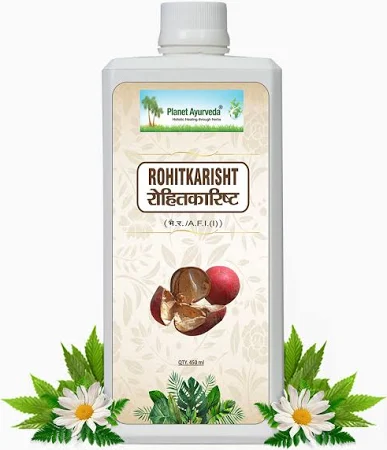 Planet Ayurveda®
Holistic Healing through Herbs
ROHITKARISHT
रोहितकारिष्ट
( भै.र./A.F.I.(I) )
QTY. 450 ml